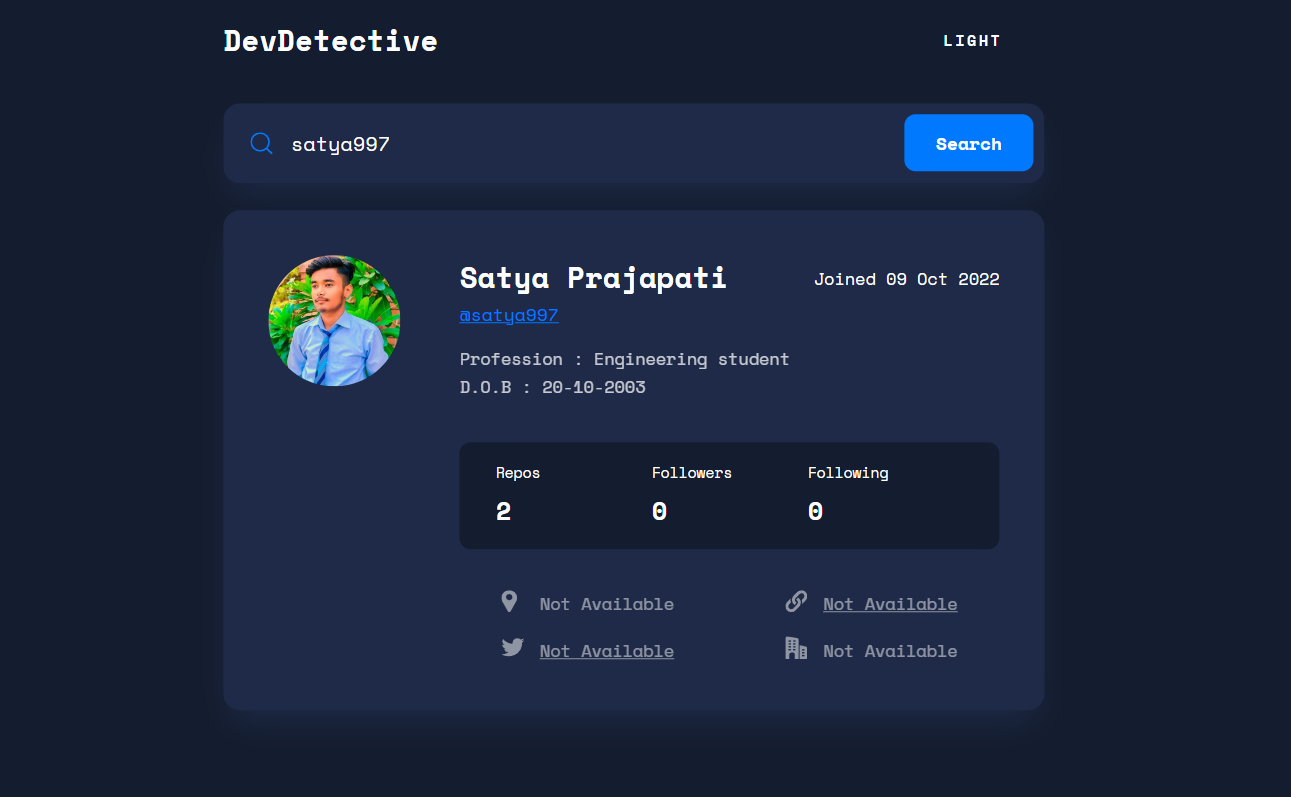 DevDetective
LIGHT
satya997
Search
Satya Prajapati
Joined 09 Oct 2022
@satya997
Profession : Engineering student
D.O.B : 20-10-2003
Repos Followers Following
2 0 0
Not Available Not Available
Not Available Not Available